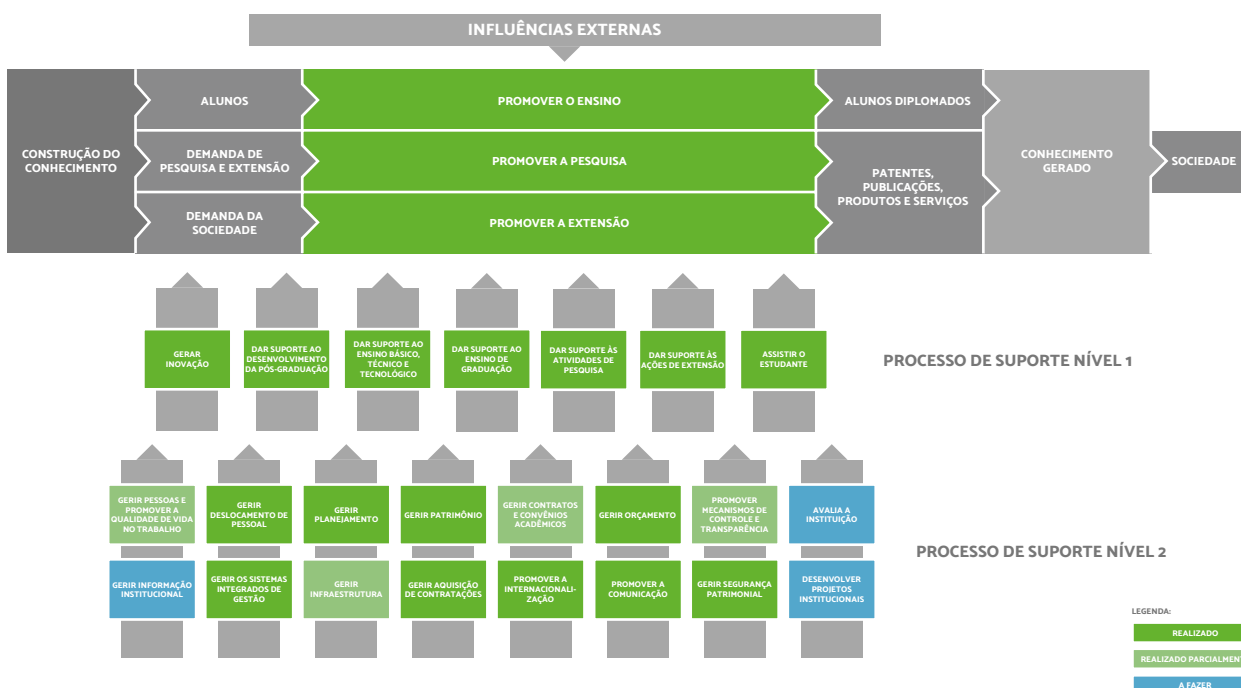 INFLUÊNCIAS EXTERNAS
CONSTRUÇÃO DO
CONHECIMENTO
ALUNOS
PROMOVER O ENSINO
ALUNOS DIPLOMADOS
DEMANDA DE
PESQUISA E EXTENSÃO
PROMOVER A PESQUISA
DEMANDA DA
SOCIEDADE
PROMOVER A EXTENSÃO
PATENTES,
PUBLICAÇÕES,
PRODUTOS E SERVIÇOS
CONHECIMENTO
GERADO
SOCIEDADE
GERAR
INOVAÇÃO
DAR SUPORTE AO
DESENVOLVIMENTO
DA PÓS-GRADUAÇÃO
DAR SUPORTE AO
ENSINO BÁSICO,
TÉCNICO E
TECNOLÓGICO
DAR SUPORTE AO
ENSINO DE
GRADUAÇÃO
DAR SUPORTE ÀS
ATIVIDADES DE
PESQUISA
DAR SUPORTE ÀS
AÇÕES DE EXTENSÃO
ASSISTIR O
ESTUDANTE
PROCESSO DE SUPORTE NÍVEL 1
GERIR PESSOAS E
PROMOVER A
QUALIDADE DE VIDA
NO TRABALHO
GERIR
DESLOCAMENTO DE
PESSOAL
GERIR
PLANEJAMENTO
GERIR PATRIMÔNIO
GERIR CONTRATOS
E CONVÊNIOS
ACADÊMICOS
GERIR ORÇAMENTO
PROMOVER
MECANISMOS DE
CONTROLE E
TRANSPARÊNCIA
AVALIA A
INSTITUIÇÃO
PROCESSO DE SUPORTE NÍVEL 2
GERIR INFORMAÇÃO
INSTITUCIONAL
GERIR OS SISTEMAS
INTEGRADOS DE
GESTÃO
GERIR
INFRAESTRUTURA
GERIR AQUISIÇÃO
DE CONTRATAÇÕES
PROMOVER A
INTERNACIONALI-
ZAÇÃO
PROMOVER A
COMUNICAÇÃO
GERIR SEGURANÇA
PATRIMONIAL
DESENVOLVER
PROJETOS
INSTITUCIONAIS
LEGENDA:
REALIZADO
REALIZADO PARCIALMENT
A FAZER